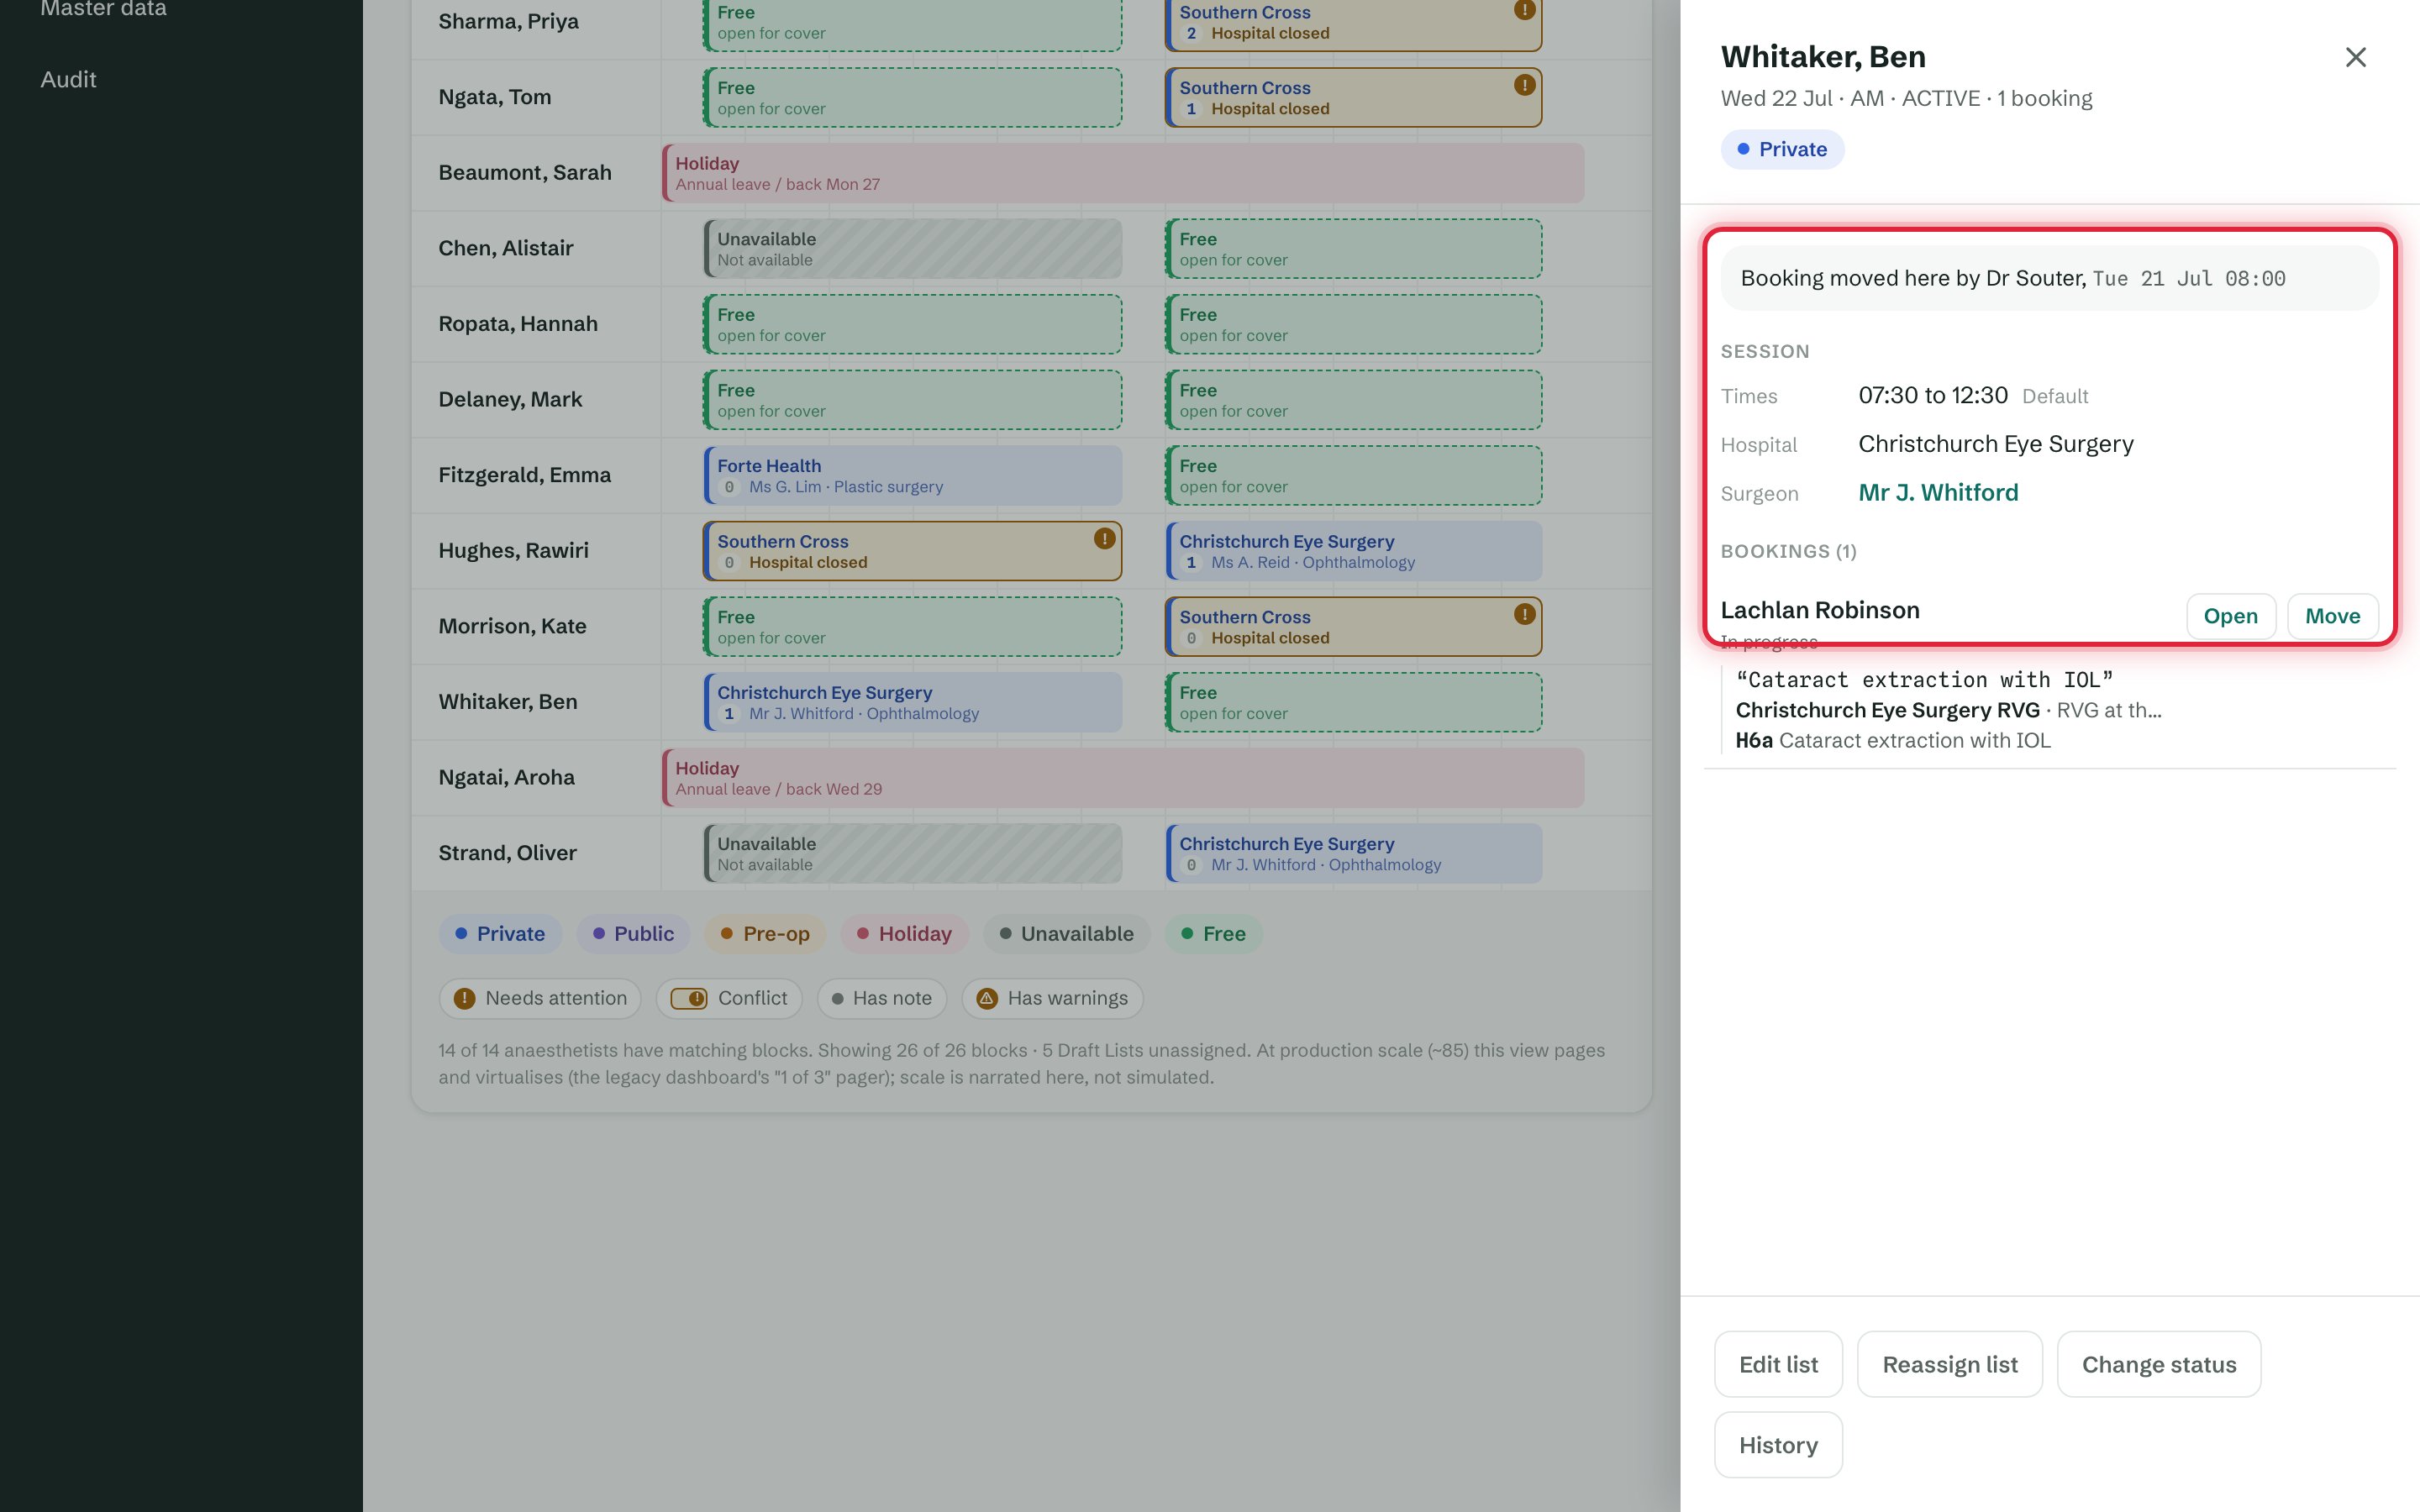 Master data
Audit
Sharma, Priya
Free
open for cover
Southern Cross
!
2 Hospital closed
Ngata, Tom
Free
open for cover
Southern Cross
!
1 Hospital closed
Beaumont, Sarah
Holiday
Annual leave / back Mon 27
Chen, Alistair
Unavailable
Not available
Free
open for cover
Ropata, Hannah
Free
open for cover
Free
open for cover
Delaney, Mark
Free
open for cover
Free
open for cover
Fitzgerald, Emma
Forte Health
0 Ms G. Lim · Plastic surgery
Free
open for cover
Hughes, Rawiri
Southern Cross
!
0 Hospital closed
Christchurch Eye Surgery
1 Ms A. Reid · Ophthalmology
Morrison, Kate
Free
open for cover
Southern Cross
!
0 Hospital closed
Whitaker, Ben
Christchurch Eye Surgery
1 Mr J. Whitford · Ophthalmology
Free
open for cover
Ngatai, Aroha
Holiday
Annual leave / back Wed 29
Strand, Oliver
Unavailable
Not available
Christchurch Eye Surgery
0 Mr J. Whitford · Ophthalmology
Private Public Pre-op Holiday Unavailable Free
! Needs attention ! Conflict Has note Has warnings
14 of 14 anaesthetists have matching blocks. Showing 26 of 26 blocks · 5 Draft Lists unassigned. At production scale (~85) this view pages
and virtualises (the legacy dashboard's "1 of 3" pager); scale is narrated here, not simulated.
Whitaker, Ben
Wed 22 Jul · AM · ACTIVE · 1 booking
Private
Booking moved here by Dr Souter, Tue 21 Jul 08:00
SESSION
Times 07:30 to 12:30 Default
Hospital Christchurch Eye Surgery
Surgeon Mr J. Whitford
BOOKINGS (1)
Lachlan Robinson
Open Move
In progress
“Cataract extraction with IOL”
Christchurch Eye Surgery RVG · RVG at th…
H6a Cataract extraction with IOL
Edit list Reassign list Change status
History